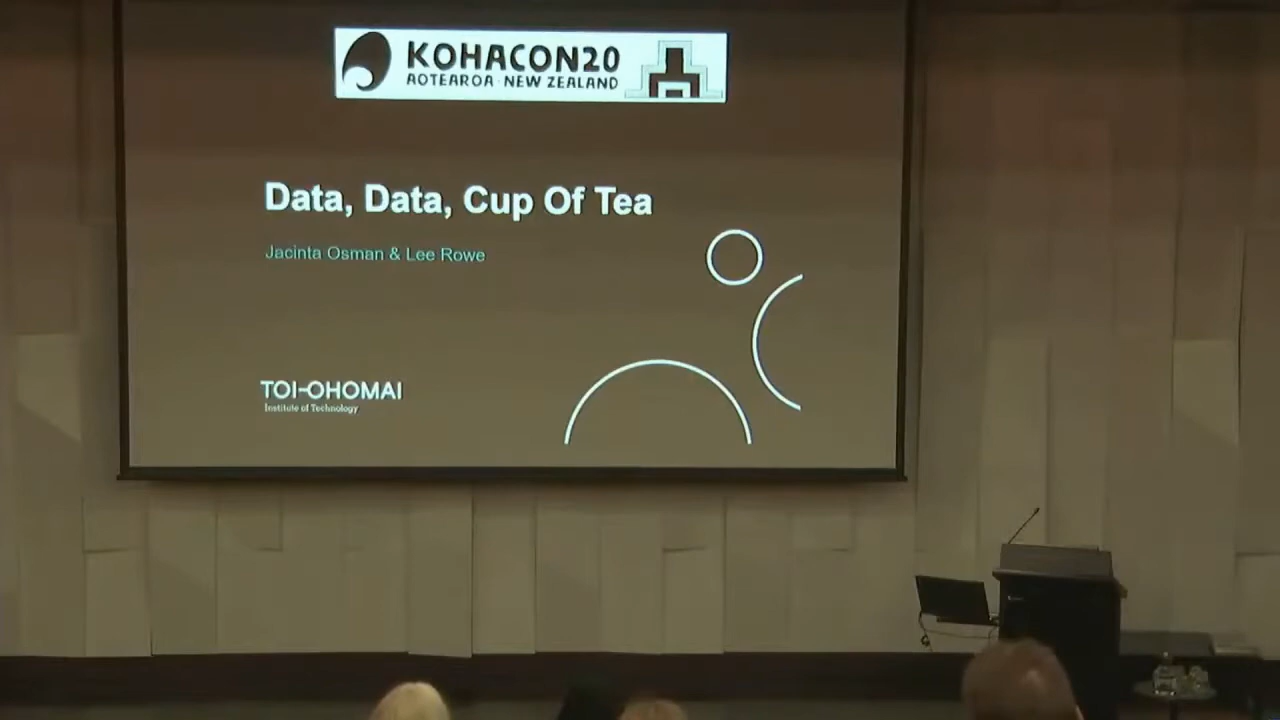 KOHACON20
AOTEAROA · NEW ZEALAND
Data, Data, Cup Of Tea
Jacinta Osman & Lee Rowe
TOI-OHOMAI
Institute of Technology